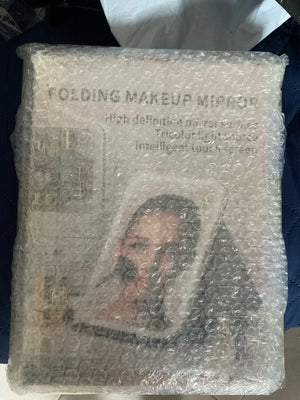 FOLDING MAKEUP MIRROR
High definition mirror surface
Tricolor light source
Intelligent touch screen